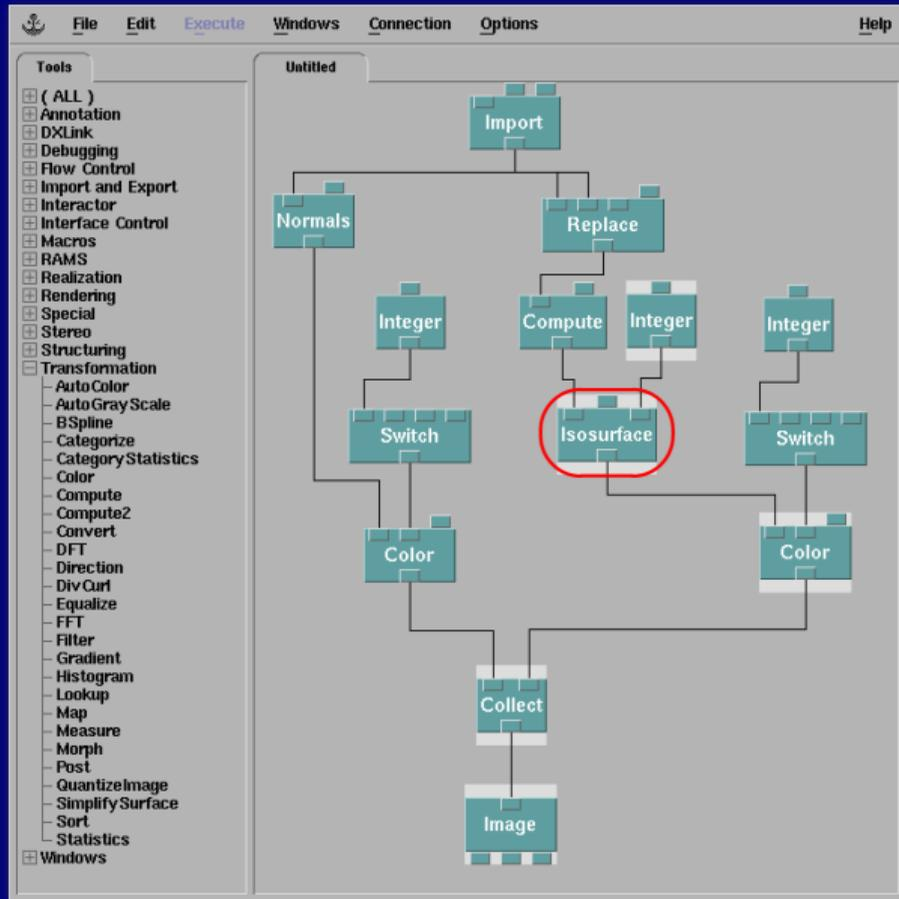 File Edit Execute Windows Connection Options Help
Tools
Untitled
( ALL )
Annotation
DXLink
Debugging
Flow Control
Import and Export
Interactor
Interface Control
Macros
RAMS
Realization
Rendering
Special
Stereo
Structuring
Transformation
AutoColor
AutoGrayScale
BSpline
Categorize
CategoryStatistics
Color
Compute
Compute2
Convert
DFT
Direction
DivCurl
Equalize
FFT
Filter
Gradient
Histogram
Lookup
Map
Measure
Morph
Post
QuantizeImage
SimplifySurface
Sort
Statistics
Windows
Import
Normals
Replace
Integer
Compute
Integer
Integer
Switch
Isosurface
Switch
Color
Color
Collect
Image